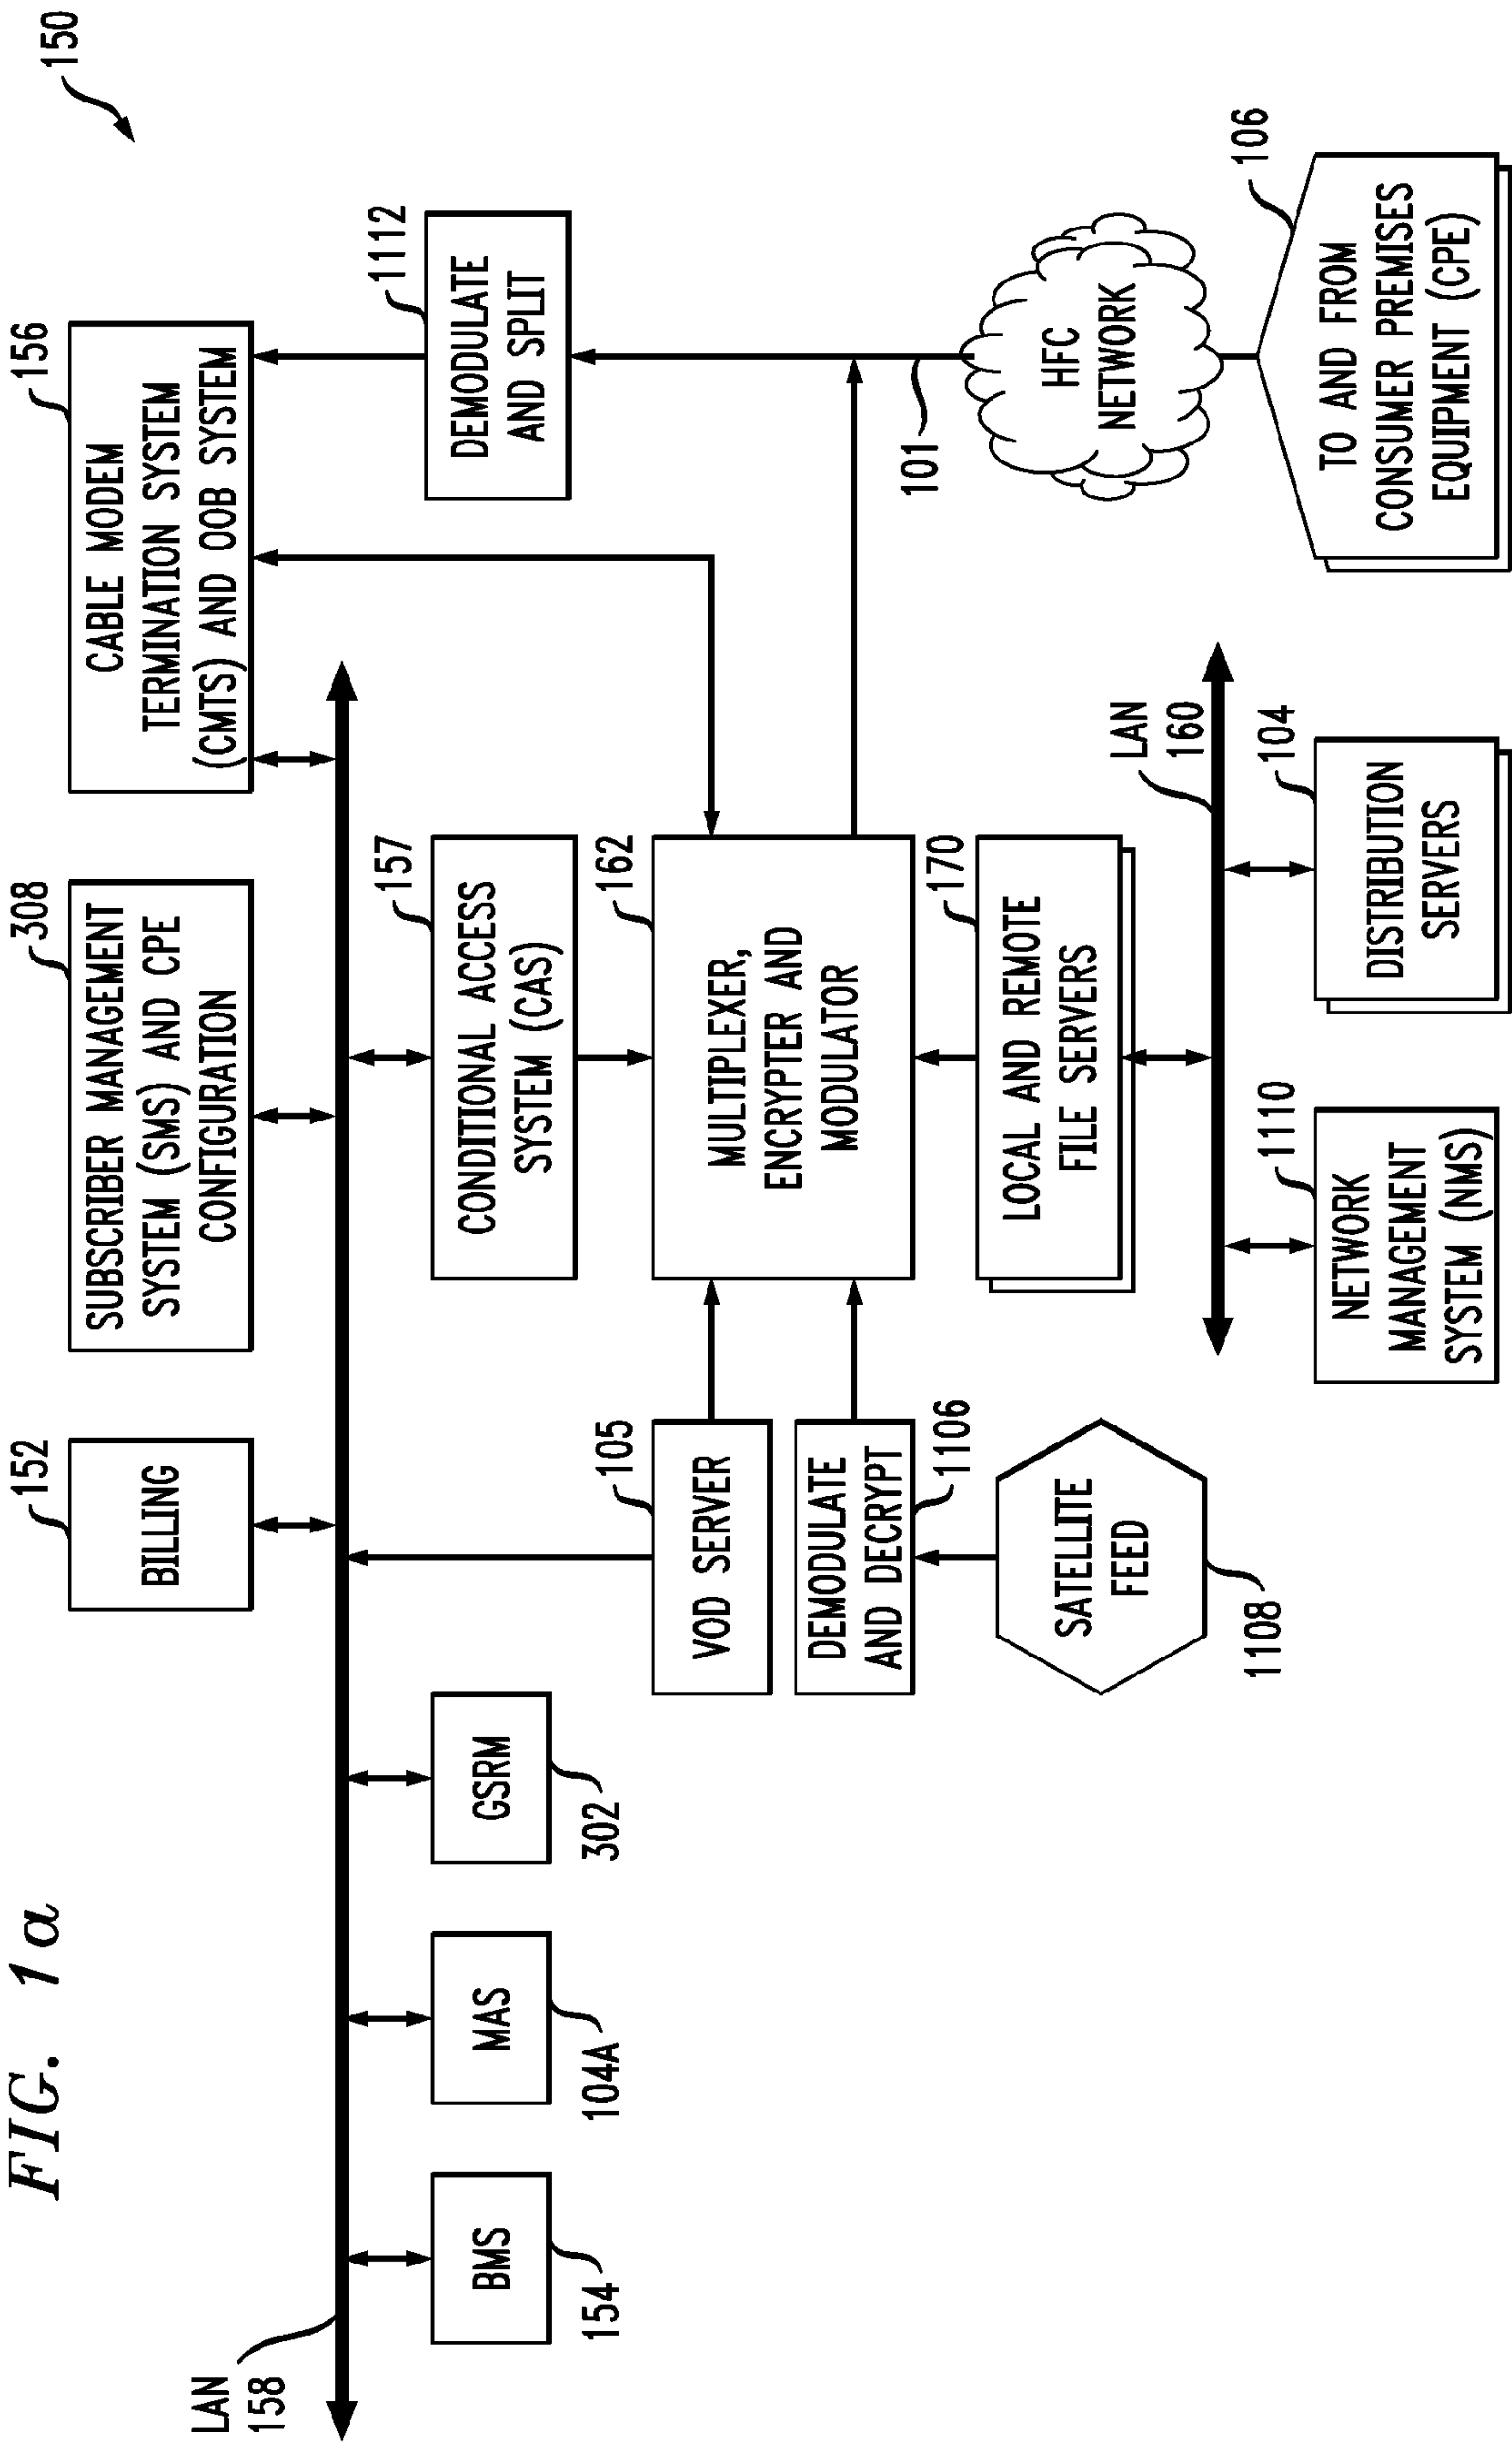 FIG. 1a
150
152
BILLING
308
SUBSCRIBER MANAGEMENT
SYSTEM (SMS) AND CPE
CONFIGURATION
156
CABLE MODEM
TERMINATION SYSTEM
(CMTS) AND OOB SYSTEM
LAN
158
BMS
154
MAS
104A
GSRM
302
157
CONDITIONAL ACCESS
SYSTEM (CAS)
1112
DEMODULATE
AND SPLIT
105
VOD SERVER
162
MULTIPLEXER,
ENCRYPTER AND
MODULATOR
DEMODULATE
AND DECRYPT
1106
101
170
LOCAL AND REMOTE
FILE SERVERS
SATELLITE
FEED
1108
HFC
NETWORK
LAN
160
1110
NETWORK
MANAGEMENT
SYSTEM (NMS)
104
DISTRIBUTION
SERVERS
106
TO AND FROM
CONSUMER PREMISES
EQUIPMENT (CPE)